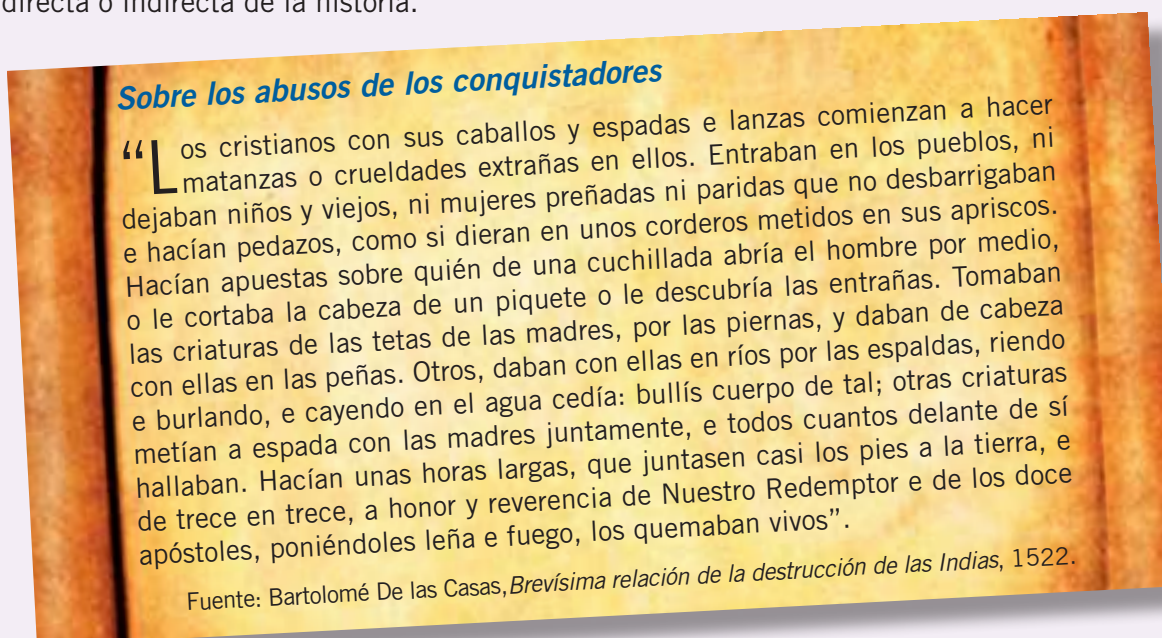 directa o indirecta de la historia.
Sobre los abusos de los conquistadores
“Los cristianos con sus caballos y espadas e lanzas comienzan a hacer
matanzas o crueldades extrañas en ellos. Entraban en los pueblos, ni
dejaban niños y viejos, ni mujeres preñadas ni paridas que no desbarrigaban
e hacían pedazos, como si dieran en unos corderos metidos en sus apriscos.
Hacían apuestas sobre quién de una cuchillada abría el hombre por medio,
o le cortaba la cabeza de un piquete o le descubría las entrañas. Tomaban
las criaturas de las tetas de las madres, por las piernas, y daban de cabeza
con ellas en las peñas. Otros, daban con ellas en ríos por las espaldas, riendo
e burlando, e cayendo en el agua cedía: bullís cuerpo de tal; otras criaturas
metían a espada con las madres juntamente, e todos cuantos delante de sí
hallaban. Hacían unas horas largas, que juntasen casi los pies a la tierra, e
de trece en trece, a honor y reverencia de Nuestro Redemptor e de los doce
apóstoles, poniéndoles leña e fuego, los quemaban vivos”.
Fuente: Bartolomé De las Casas, Brevísima relación de la destrucción de las Indias, 1522.